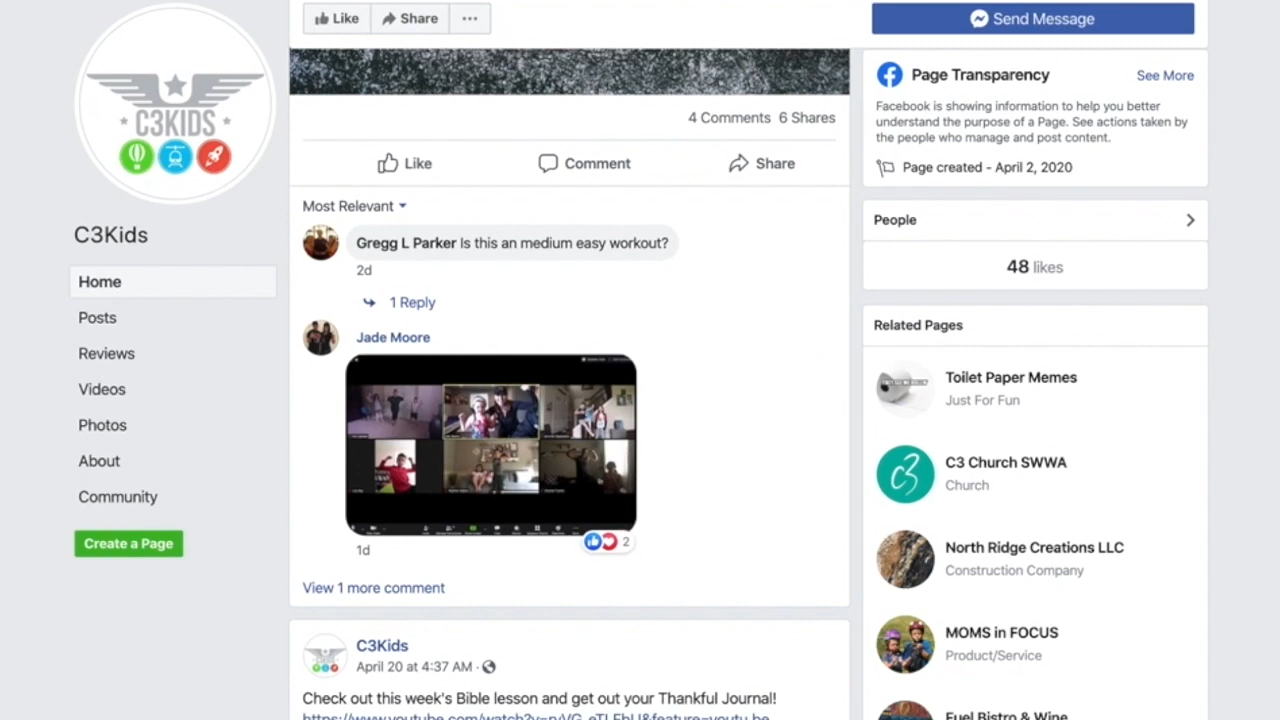 Like
Share
Send Message
C3KIDS
C3Kids
Home
Posts
Reviews
Videos
Photos
About
Community
Create a Page
4 Comments 6 Shares
Like
Comment
Share
Most Relevant
Gregg L Parker Is this an medium easy workout?
2d
1 Reply
Jade Moore
2
1d
View 1 more comment
C3Kids
April 20 at 4:37 AM ·
Check out this week's Bible lesson and get out your Thankful Journal!
Page Transparency
See More
Facebook is showing information to help you better
understand the purpose of a Page. See actions taken by
the people who manage and post content.
Page created - April 2, 2020
People
48 likes
Related Pages
Toilet Paper Memes
Just For Fun
C3 Church SWWA
Church
North Ridge Creations LLC
Construction Company
MOMS in FOCUS
Product/Service
Fuel Bistro & Wine